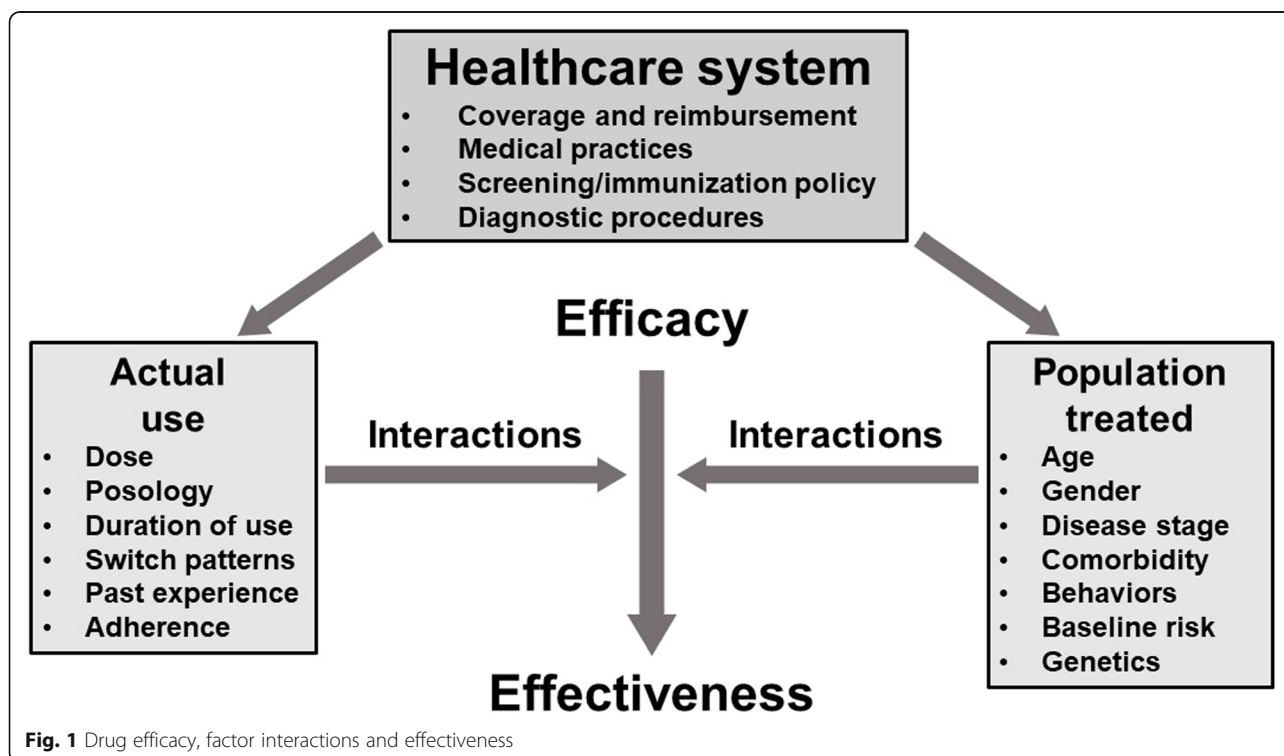 Healthcare system
• Coverage and reimbursement
• Medical practices
• Screening/immunization policy
• Diagnostic procedures
Efficacy
Actual
use
• Dose
• Posology
• Duration of use
• Switch patterns
• Past experience
• Adherence
Interactions
Interactions
Population
treated
• Age
• Gender
• Disease stage
• Comorbidity
• Behaviors
• Baseline risk
• Genetics
Effectiveness
Fig. 1 Drug efficacy, factor interactions and effectiveness